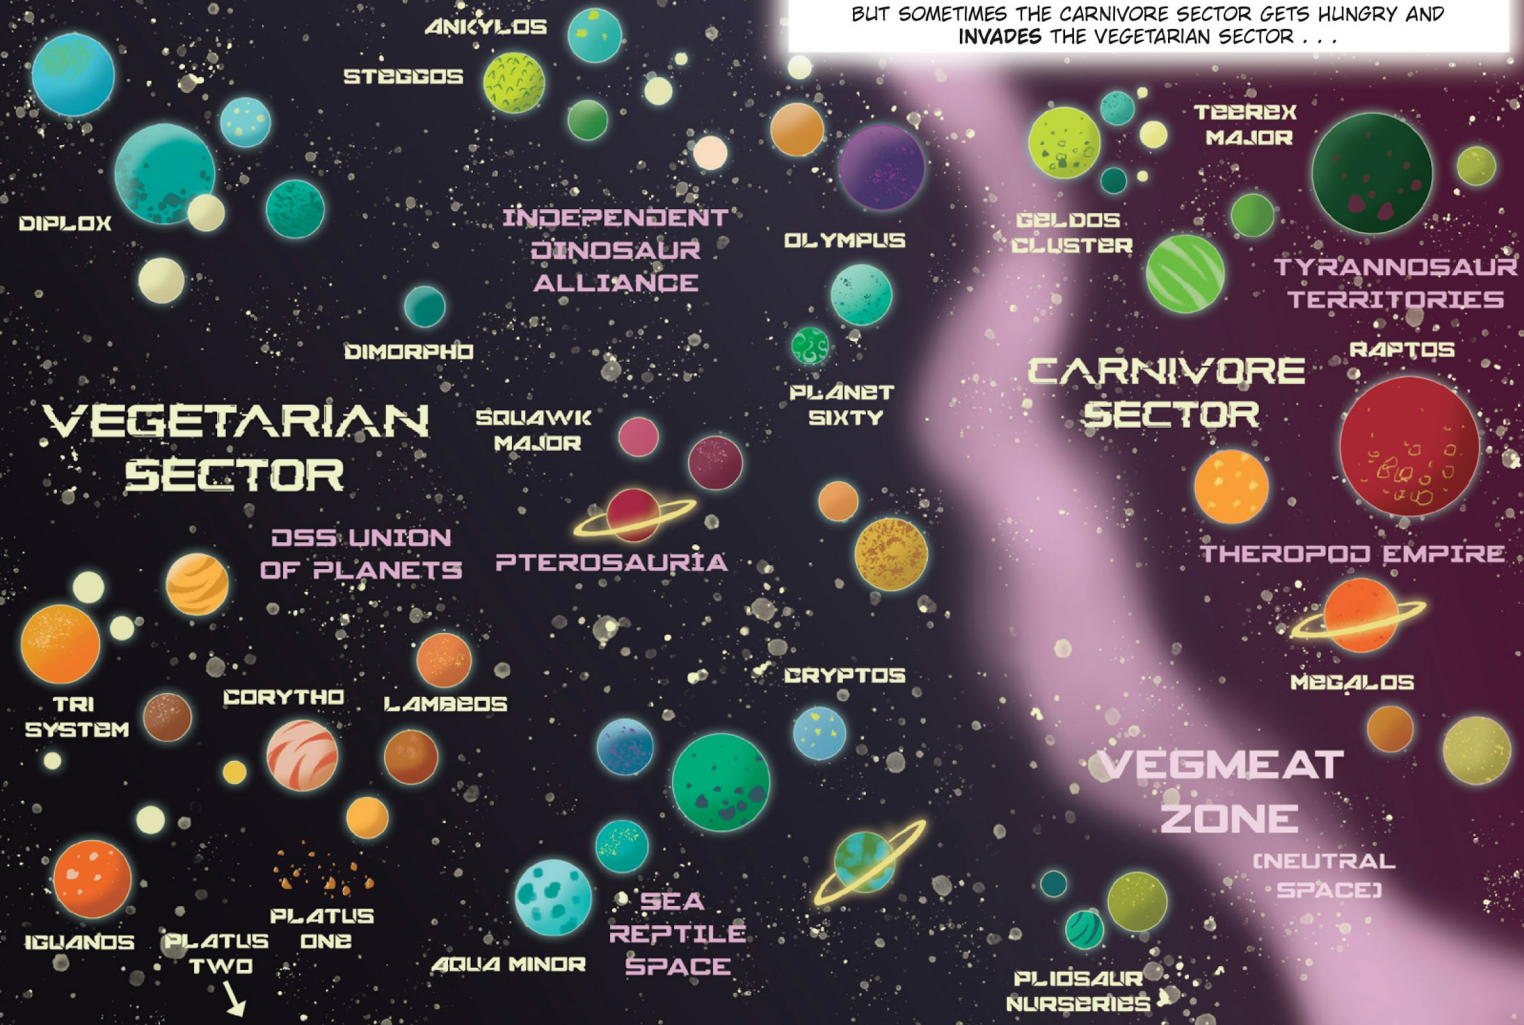 BUT SOMETIMES THE CARNIVORE SECTOR GETS HUNGRY AND
INVADES THE VEGETARIAN SECTOR . . .
ANKYLOS
STEGGOS
DIPLOX
INDEPENDENT
DINOSAUR
ALLIANCE
OLYMPUS
GELDOS
CLUSTER
TEEREX
MAJOR
TYRANNOSAUR
TERRITORIES
DIMORPHO
RAPTOS
VEGETARIAN
SECTOR
SQUAWK
MAJOR
PLANET
SIXTY
CARNIVORE
SECTOR
DSS UNION
OF PLANETS
PTEROSAURIA
THEROPOD EMPIRE
TRI
SYSTEM
CORYTHO
LAMBEOS
CRYPTOS
MEGALOS
VEGMEAT
ZONE
(NEUTRAL
SPACE)
IGUANOS
PLATUS
TWO
PLATUS
ONE
AQUA MINOR
SEA
REPTILE
SPACE
PLIOSAUR
NURSERIES